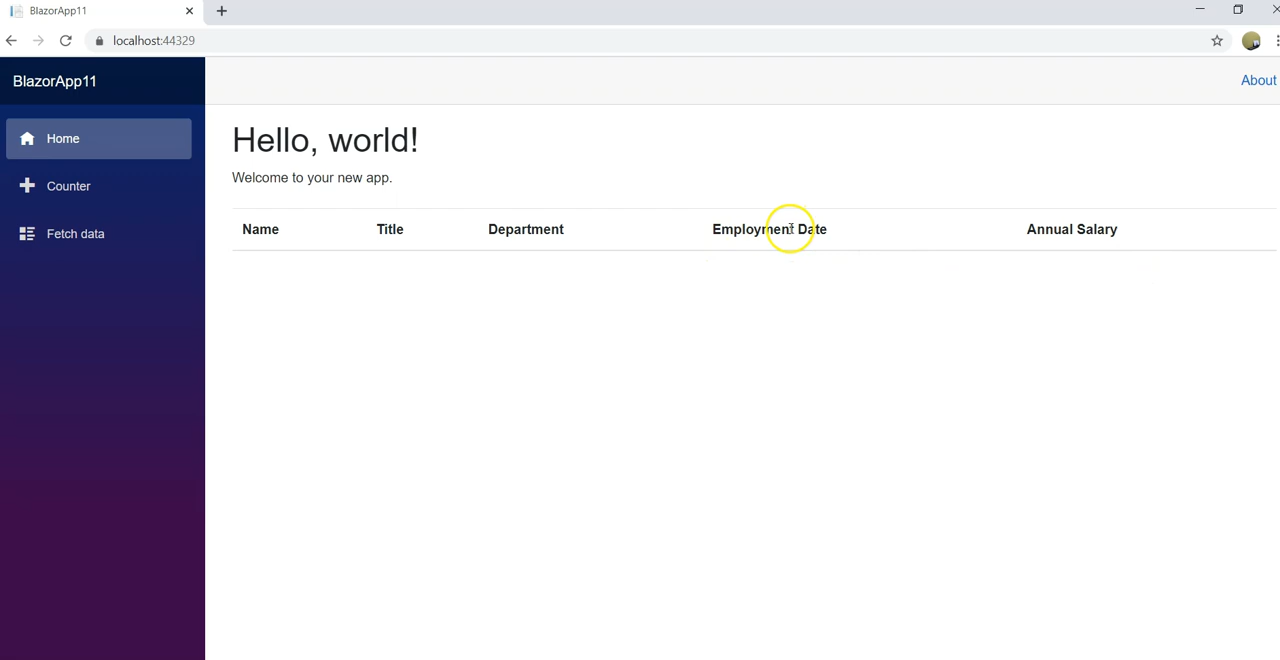 BlazorApp11
localhost:44329
BlazorApp11
About
Home
Counter
Fetch data
Hello, world!
Welcome to your new app.
Name Title Department Employment Date Annual Salary